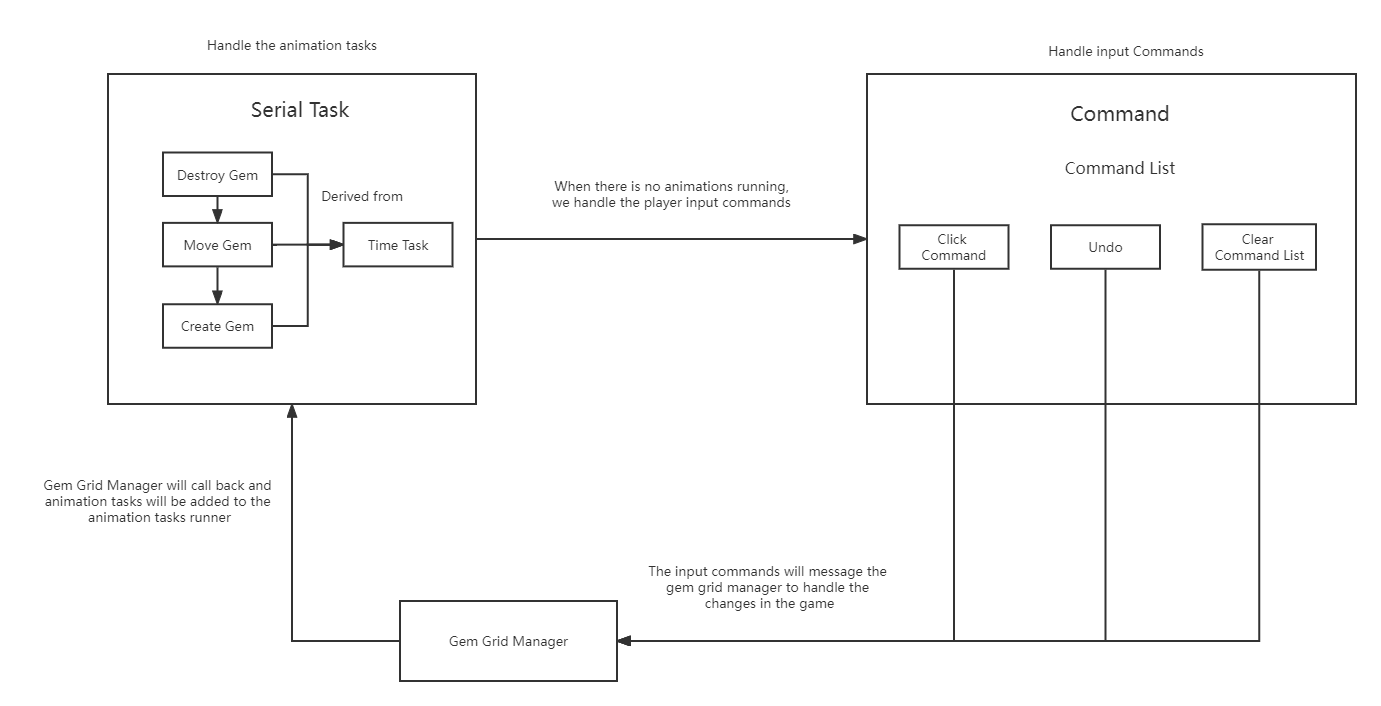 Handle the animation tasks
Serial Task
Destroy Gem
Derived from
Move Gem
Time Task
Create Gem
When there is no animations running,
we handle the player input commands
Handle input Commands
Command
Command List
Click
Command
Undo
Clear
Command List
Gem Grid Manager will call back and
animation tasks will be added to the
animation tasks runner
The input commands will message the
gem grid manager to handle the
changes in the game
Gem Grid Manager